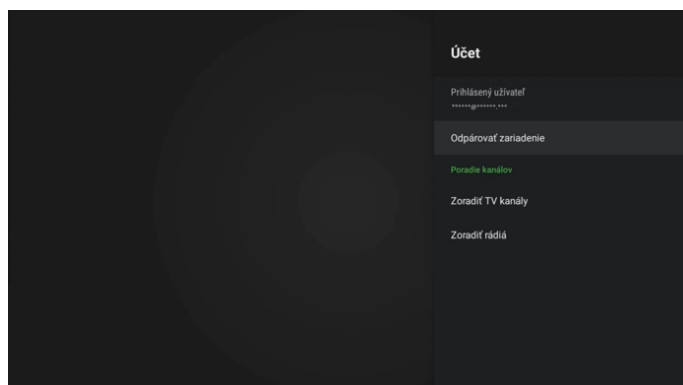 Účet
Prihlásený užívateľ
******@******.***
Odpárovať zariadenie
Poradie kanálov
Zoradiť TV kanály
Zoradiť rádiá